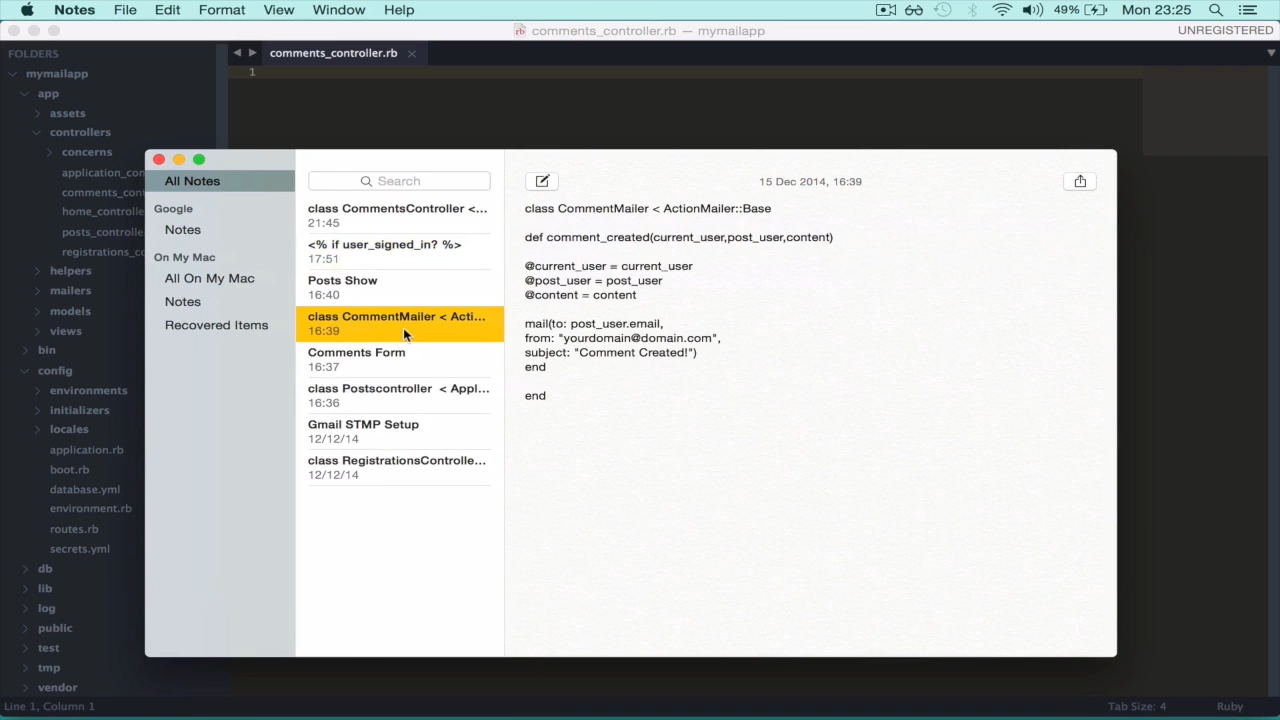 Notes File Edit Format View Window Help 49% Mon 23:25
comments_controller.rb — mymailapp UNREGISTERED
FOLDERS
comments_controller.rb
mymailapp
1
app
assets
controllers
concerns
application_con
comments_cont
home_controlle
posts_controlle
registrations_co
helpers
mailers
models
views
bin
config
environments
initializers
locales
application.rb
boot.rb
database.yml
environment.rb
routes.rb
secrets.yml
db
lib
log
public
test
tmp
vendor
All Notes
Google
Notes
On My Mac
All On My Mac
Notes
Recovered Items
Search
class CommentsController <...
21:45
<% if user_signed_in? %>
17:51
Posts Show
16:40
class CommentMailer < Acti...
16:39
Comments Form
16:37
class Postscontroller < Appl...
16:36
Gmail STMP Setup
12/12/14
class RegistrationsControlle...
12/12/14
15 Dec 2014, 16:39
class CommentMailer < ActionMailer::Base
def comment_created(current_user,post_user,content)
@current_user = current_user
@post_user = post_user
@content = content
mail(to: post_user.email,
from: "yourdomain@domain.com",
subject: "Comment Created!")
end
end
Line 1, Column 1 Tab Size: 4 Ruby